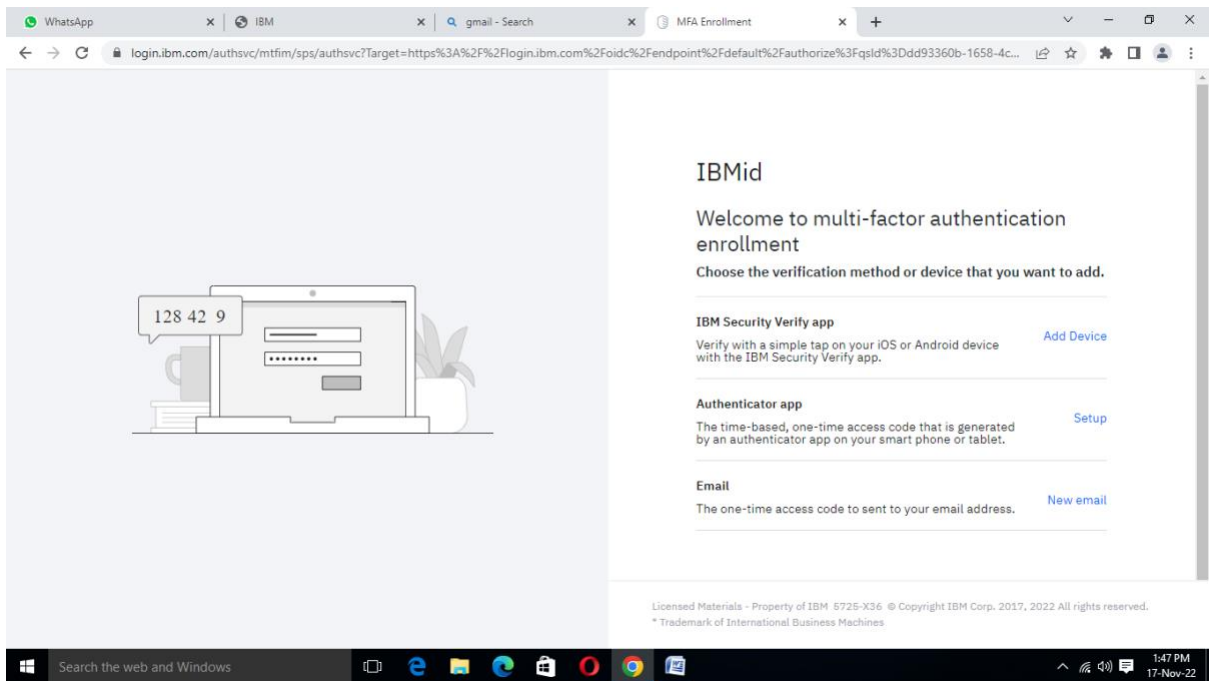 WhatsApp
IBM
gmail - Search
MFA Enrollment
login.ibm.com/authsvc/mtfim/sps/authsvc?Target=https%3A%2F%2Flogin.ibm.com%2Foidc%2Fendpoint%2Fdefault%2Fauthorize%3Fqsld%3Ddd93360b-1658-4c...
IBMid
Welcome to multi-factor authentication
enrollment
Choose the verification method or device that you want to add.
128 42 9
IBM Security Verify app
Verify with a simple tap on your iOS or Android device
with the IBM Security Verify app.
Add Device
Authenticator app
The time-based, one-time access code that is generated
by an authenticator app on your smart phone or tablet.
Setup
Email
The one-time access code to sent to your email address.
New email
Licensed Materials - Property of IBM 5725-X36 © Copyright IBM Corp. 2017, 2022 All rights reserved.
* Trademark of International Business Machines
Search the web and Windows
1:47 PM
17-Nov-22